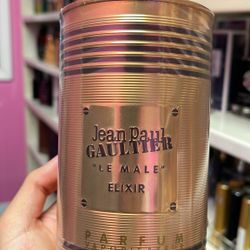 Jean Paul
GAULTIER
"LE MALE"
ELIXIR
PARFUM